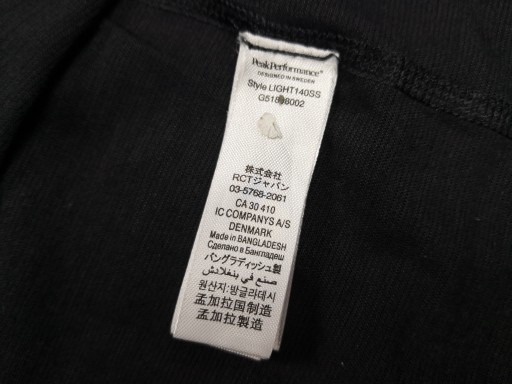 PeakPerformance®
DESIGNED IN SWEDEN
Style LIGHT140SS
株式会社
RCTジャパン
03-5768-2061
CA 30 410
IC COMPANYS A/S
DENMARK
Made in BANGLADESH
Сделано в Бангладеш
バングラディッシュ製
صنع في بنغلادش
원산지: 방글라데시
孟加拉国制造
孟加拉製造